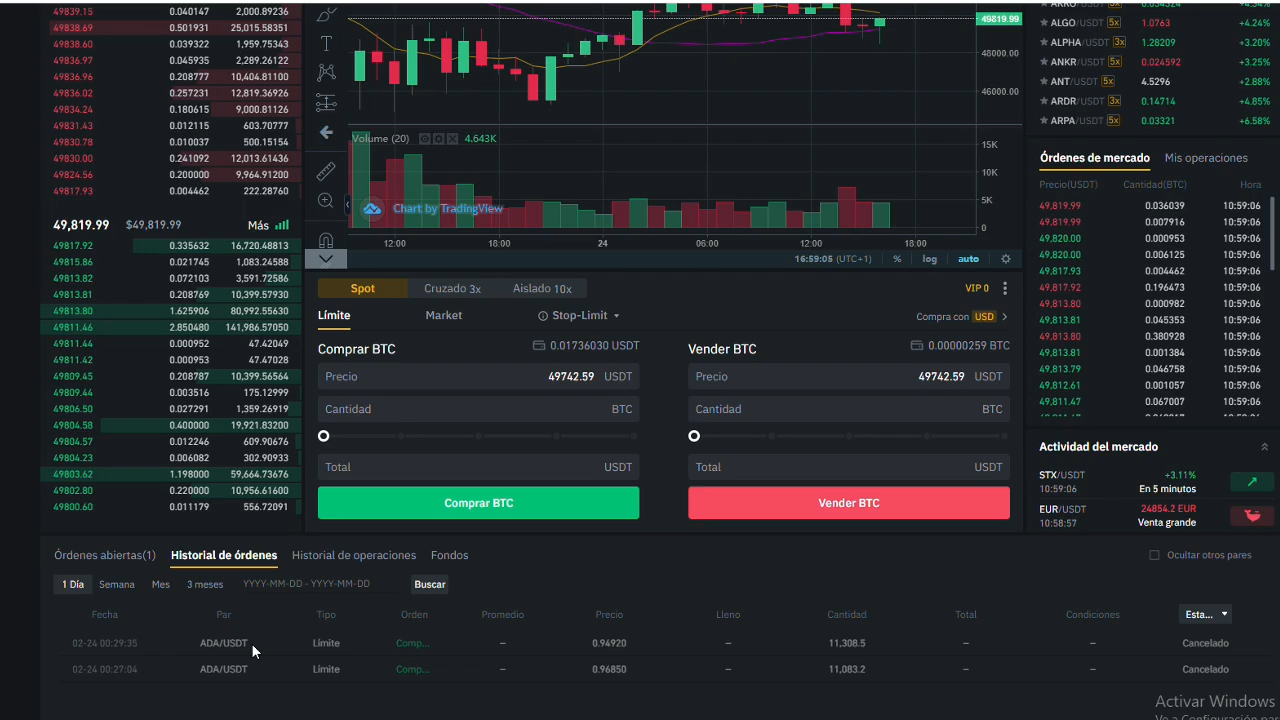 49839.15 0.040147 2,000.89236
49838.69 0.501931 25,015.58351
49838.60 0.039322 1,959.75343
49836.97 0.045935 2,289.26122
49836.96 0.208777 10,404.81100
49836.02 0.257231 12,819.36926
49834.24 0.180615 9,000.81126
49831.43 0.012115 603.70777
49830.78 0.010037 500.15154
49830.00 0.241092 12,013.61436
49824.56 0.200000 9,964.91200
49817.93 0.004462 222.28760
49,819.99 $49,819.99 Más
49817.92 0.335632 16,720.48813
49815.86 0.021745 1,083.24588
49813.82 0.072103 3,591.72586
49813.81 0.208769 10,399.57930
49813.80 1.625906 80,992.55630
49811.46 2.850480 141,986.57050
49811.44 0.000952 47.42049
49811.42 0.000953 47.47028
49809.45 0.208787 10,399.56564
49809.44 0.003516 175.12999
49806.50 0.027291 1,359.26919
49804.58 0.400000 19,921.83200
49804.57 0.012246 609.90676
49804.23 0.006082 302.90933
49803.62 1.198000 59,664.73676
49802.80 0.220000 10,956.61600
49800.60 0.011179 556.72091
49819.99
48000.00
46000.00
Volume (20) 4.643K
15K
10K
5K
0
Chart by TradingView
12:00 18:00 24 06:00 12:00 18:00
16:59:05 (UTC+1) % log auto
Spot Cruzado 3x Aislado 10x VIP 0
Límite Market Stop-Limit Compra con USD
Comprar BTC 0.01736030 USDT
Precio 49742.59 USDT
Cantidad BTC
Total USDT
Comprar BTC
Vender BTC 0.00000259 BTC
Precio 49742.59 USDT
Cantidad BTC
Total USDT
Vender BTC
ALGO/USDT 5x 1.0763 +4.24%
ALPHA/USDT 3x 1.28209 +3.20%
ANKR/USDT 5x 0.024592 +3.25%
ANT/USDT 5x 4.5296 +2.88%
ARDR/USDT 3x 0.14714 +4.85%
ARPA/USDT 5x 0.03321 +6.58%
Órdenes de mercado Mis operaciones
Precio(USDT) Cantidad(BTC) Hora
49,819.99 0.036039 10:59:06
49,819.99 0.007916 10:59:06
49,820.00 0.000953 10:59:06
49,820.00 0.006125 10:59:06
49,817.93 0.004462 10:59:06
49,817.92 0.196473 10:59:06
49,813.80 0.000982 10:59:06
49,813.81 0.045353 10:59:06
49,813.80 0.380928 10:59:06
49,813.81 0.001384 10:59:06
49,813.79 0.046758 10:59:06
49,812.61 0.001057 10:59:06
49,811.47 0.067007 10:59:06
Actividad del mercado
STX/USDT +3.11%
10:59:06 En 5 minutos
EUR/USDT 24854.2 EUR
10:58:57 Venta grande
Órdenes abiertas(1) Historial de órdenes Historial de operaciones Fondos Ocultar otros pares
1 Día Semana Mes 3 meses YYYY-MM-DD - YYYY-MM-DD Buscar
Fecha Par Tipo Orden Promedio Precio Lleno Cantidad Total Condiciones Esta...
02-24 00:29:35 ADA/USDT Límite Comp... – 0.94920 – 11,308.5 – – Cancelado
02-24 00:27:04 ADA/USDT Límite Comp... – 0.96850 – 11,083.2 – – Cancelado
Activar Windows